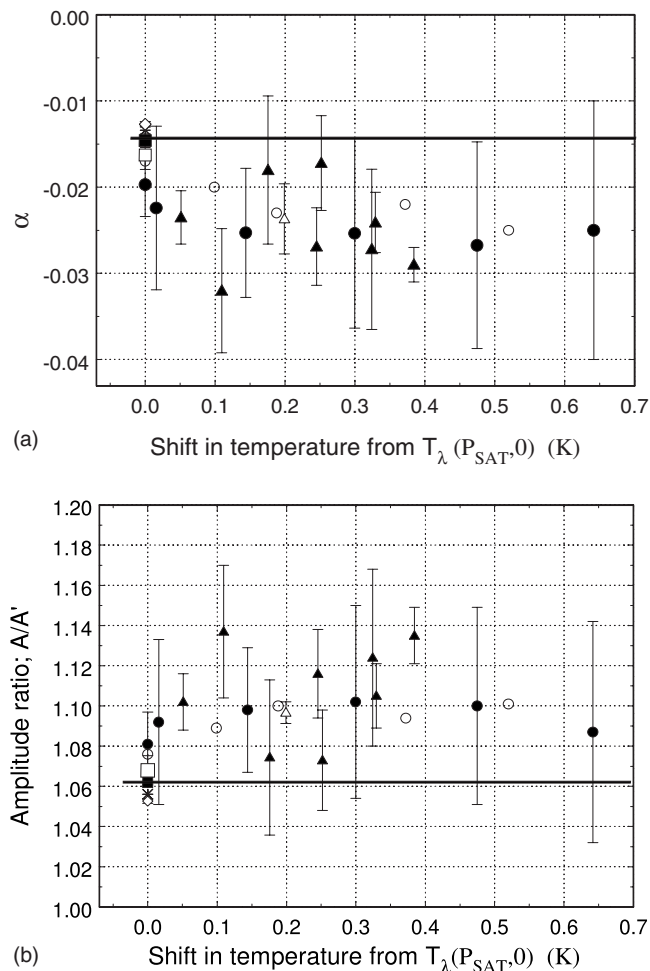 0.00
-0.01
-0.02
-0.03
-0.04
α
0.0 0.1 0.2 0.3 0.4 0.5 0.6 0.7
(a) Shift in temperature from T_λ (P_SAT,0) (K)
1.20
1.18
1.16
1.14
1.12
1.10
1.08
1.06
1.04
1.02
1.00
Amplitude ratio; A/A'
0.0 0.1 0.2 0.3 0.4 0.5 0.6 0.7
(b) Shift in temperature from T_λ(P_SAT,0) (K)